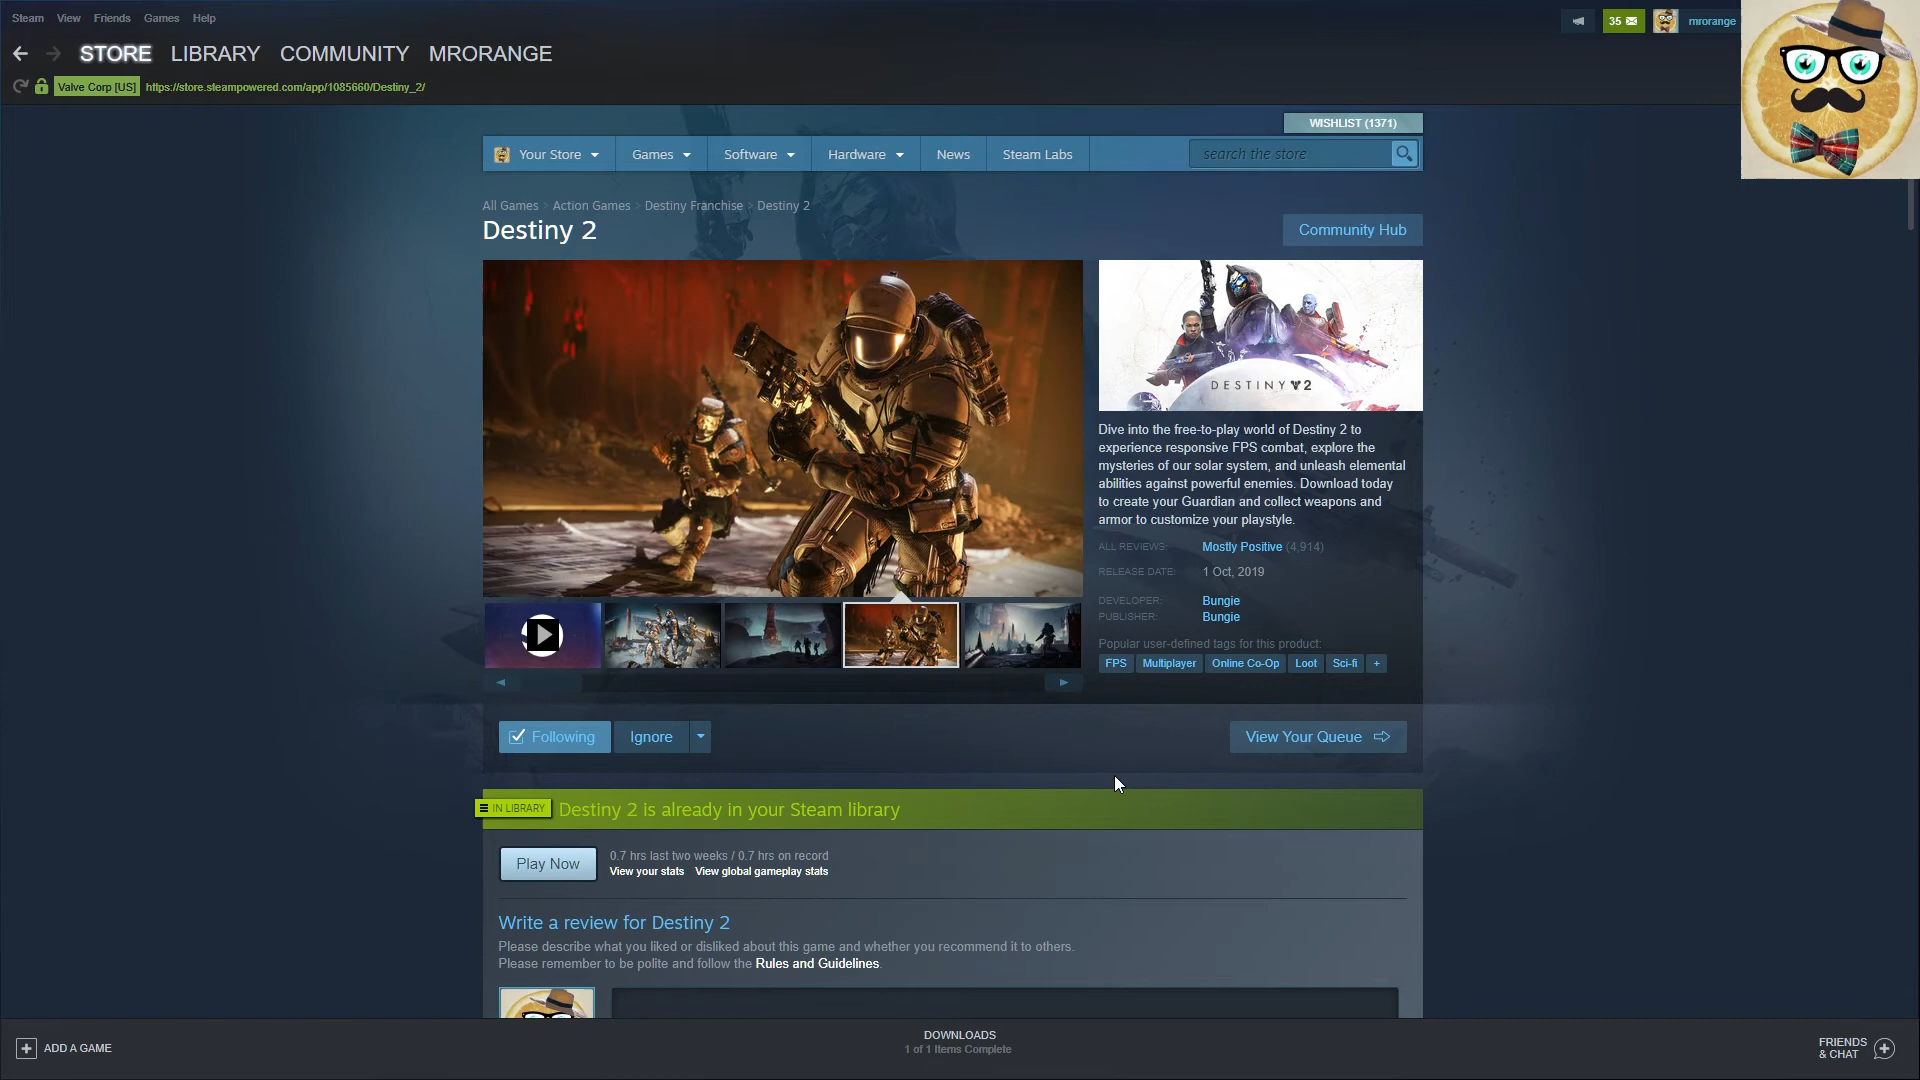 Steam View Friends Games Help
35
mrorange
STORE LIBRARY COMMUNITY MRORANGE
Valve Corp [US] https://store.steampowered.com/app/1085660/Destiny_2/
WISHLIST (1371)
Your Store Games Software Hardware News Steam Labs search the store
All Games > Action Games > Destiny Franchise > Destiny 2
Destiny 2
Community Hub
DESTINY 2
Dive into the free-to-play world of Destiny 2 to
experience responsive FPS combat, explore the
mysteries of our solar system, and unleash elemental
abilities against powerful enemies. Download today
to create your Guardian and collect weapons and
armor to customize your playstyle.
ALL REVIEWS: Mostly Positive (4,914)
RELEASE DATE: 1 Oct, 2019
DEVELOPER: Bungie
PUBLISHER: Bungie
Popular user-defined tags for this product:
FPS Multiplayer Online Co-Op Loot Sci-fi +
Following Ignore View Your Queue
IN LIBRARY Destiny 2 is already in your Steam library
Play Now
0.7 hrs last two weeks / 0.7 hrs on record
View your stats View global gameplay stats
Write a review for Destiny 2
Please describe what you liked or disliked about this game and whether you recommend it to others.
Please remember to be polite and follow the Rules and Guidelines.
ADD A GAME
DOWNLOADS
1 of 1 Items Complete
FRIENDS
& CHAT